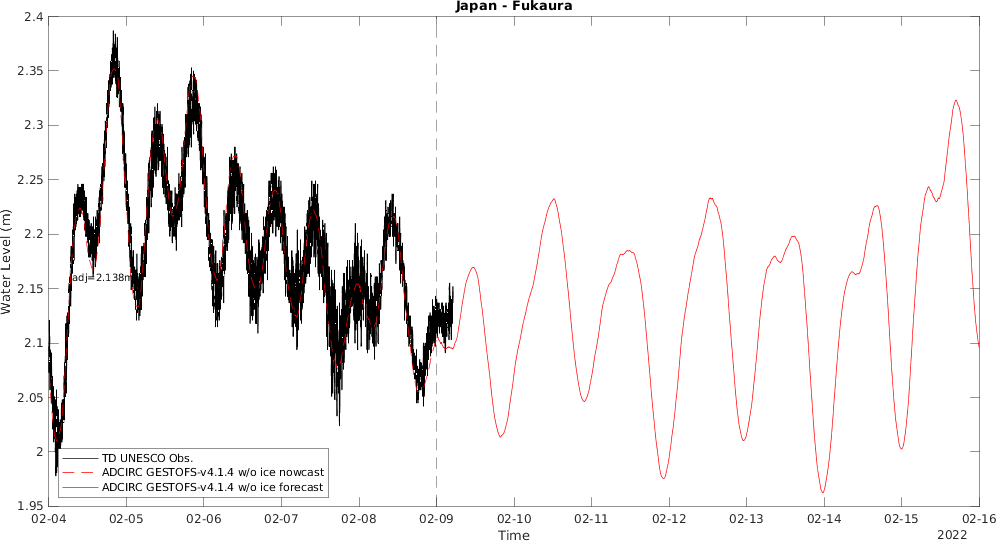 Japan - Fukaura
Water Level (m)
2.4
2.35
2.3
2.25
2.2
2.15
2.1
2.05
2
1.95
adj=2.138m
TD UNESCO Obs.
ADCIRC GESTOFS-v4.1.4 w/o ice nowcast
ADCIRC GESTOFS-v4.1.4 w/o ice forecast
02-04 02-05 02-06 02-07 02-08 02-09 02-10 02-11 02-12 02-13 02-14 02-15 02-16
Time
2022